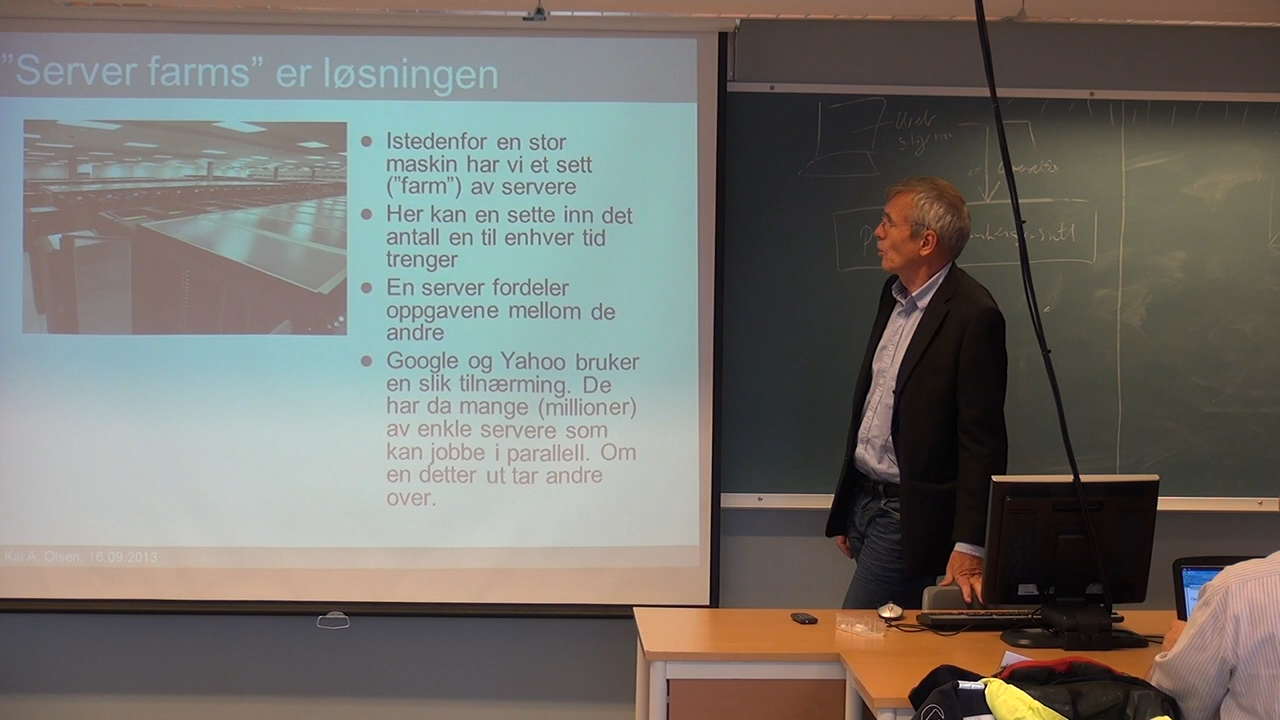 ”Server farms” er løsningen
Istedenfor en stor
maskin har vi et sett
(”farm”) av servere
Her kan en sette inn det
antall en til enhver tid
trenger
En server fordeler
oppgavene mellom de
andre
Google og Yahoo bruker
en slik tilnærming. De
har da mange (millioner)
av enkle servere som
kan jobbe i parallell. Om
en detter ut tar andre
over.
Kai A. Olsen, 16.09.2013